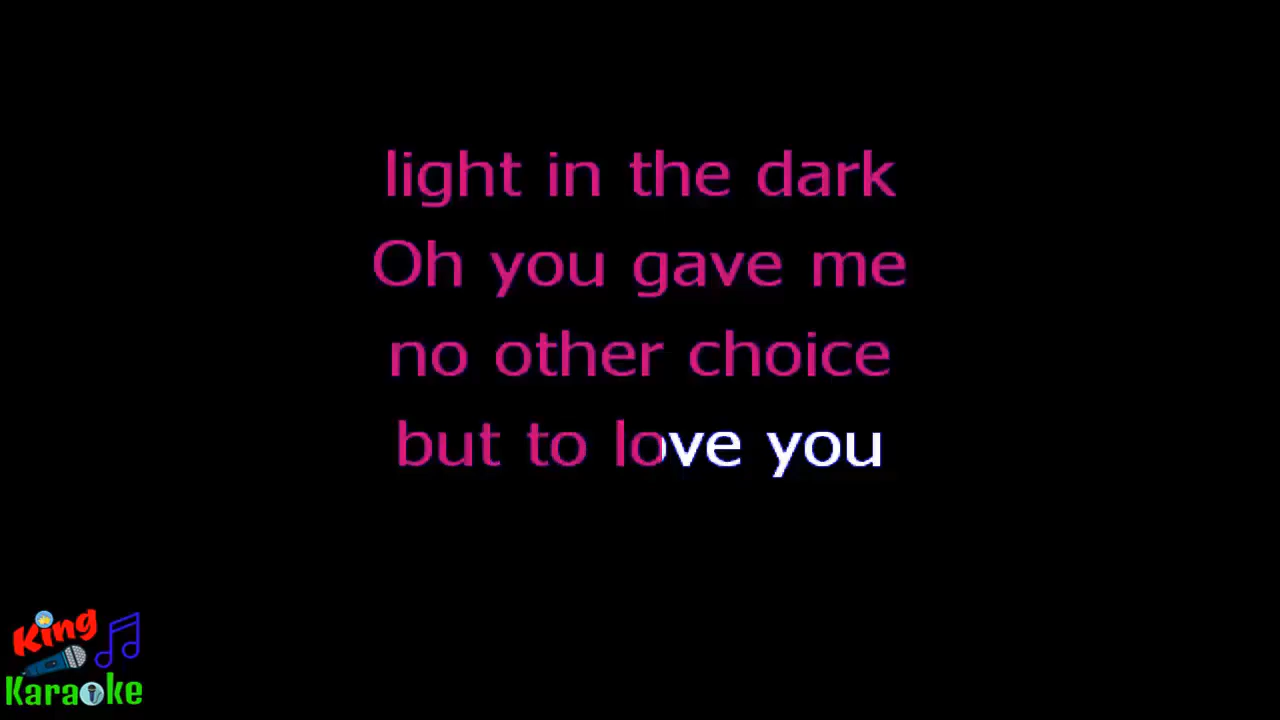 light in the dark
Oh you gave me
no other choice
but to love you
King
Karaoke